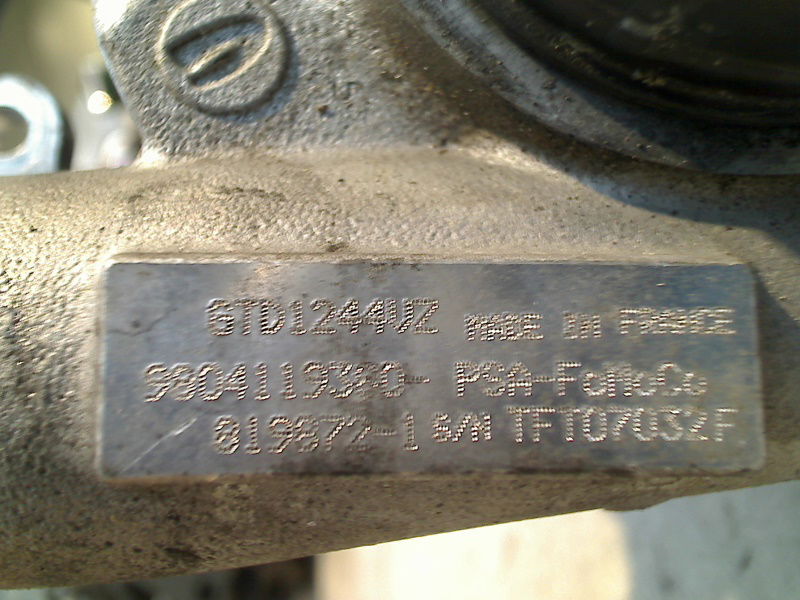 GTD1244VZ MADE IN FRANCE
9804119380- PSA-FoMoCo
819872-1 S/N TFT07032F